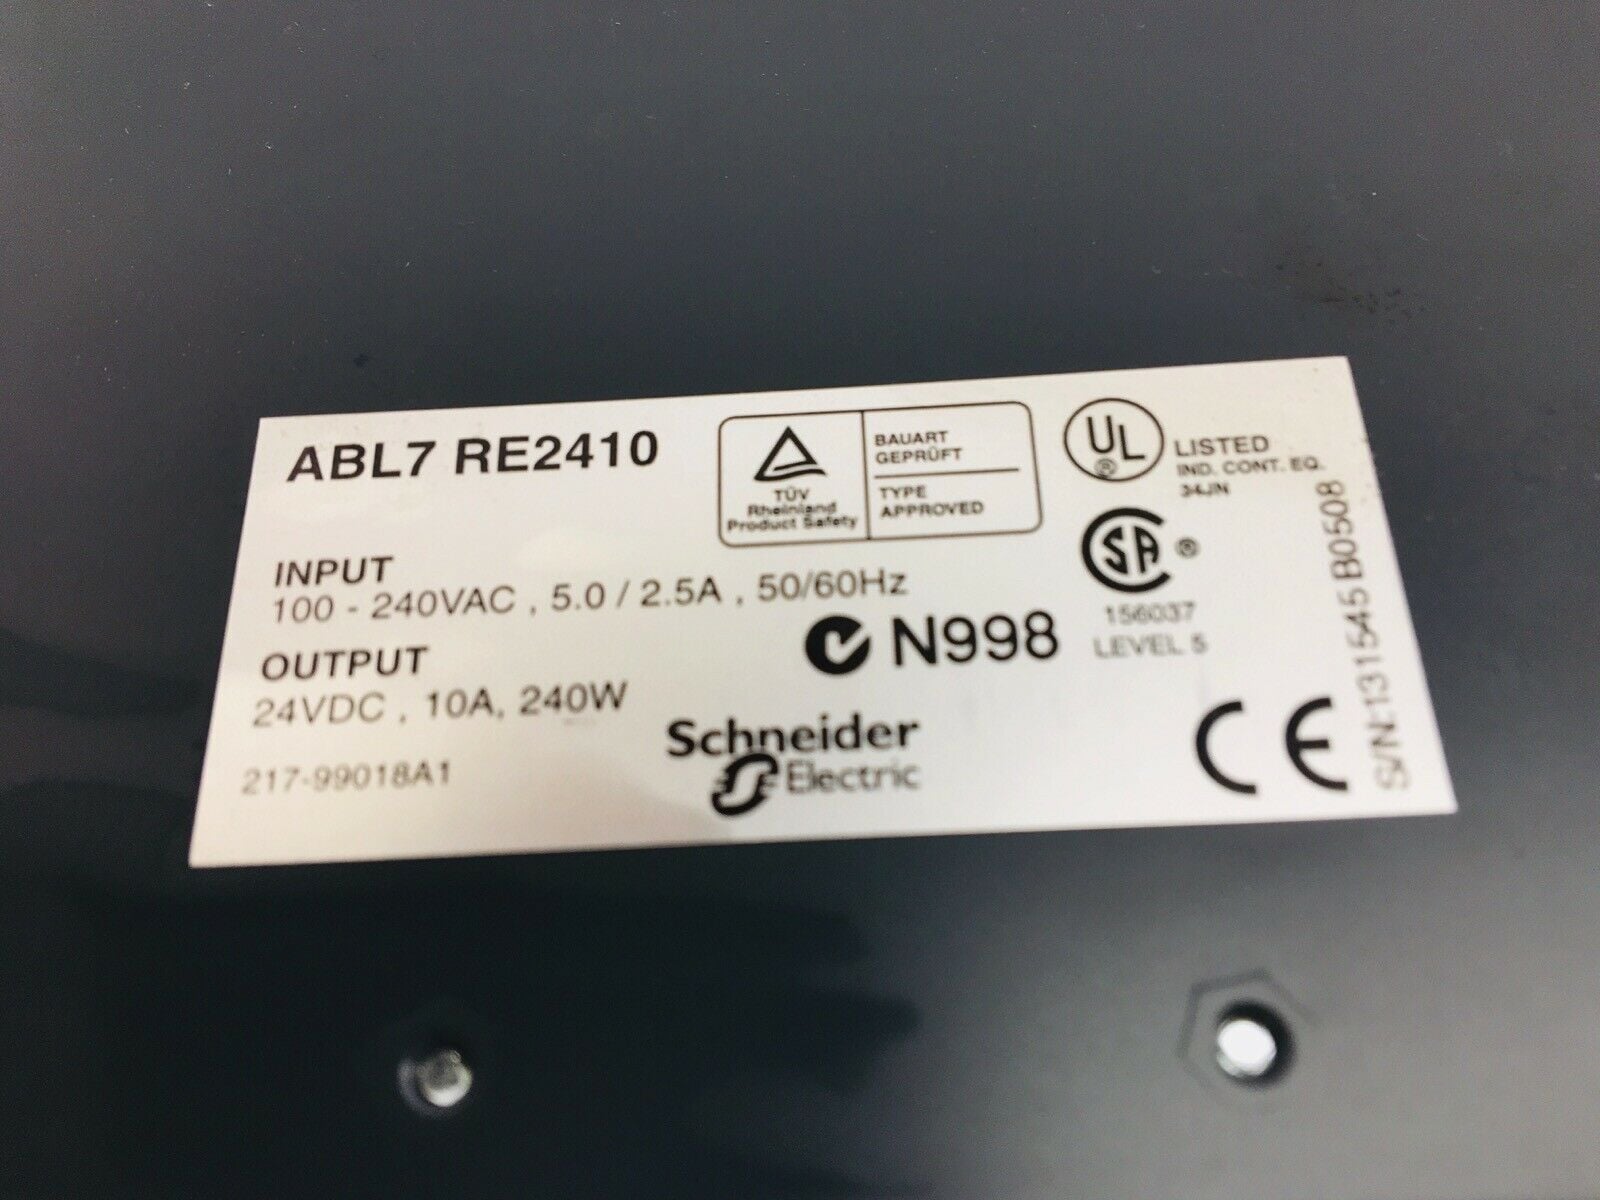 ABL7 RE2410
TÜV
Rheinland
Product Safety
BAUART
GEPRÜFT
TYPE
APPROVED
UL
®
LISTED
IND. CONT. EQ.
34JN
SA ®
156037
LEVEL 5
INPUT
100 - 240VAC , 5.0 / 2.5A , 50/60Hz
N998
OUTPUT
24VDC , 10A, 240W
217-99018A1
Schneider
Electric
CE
S/N:131545 B0508